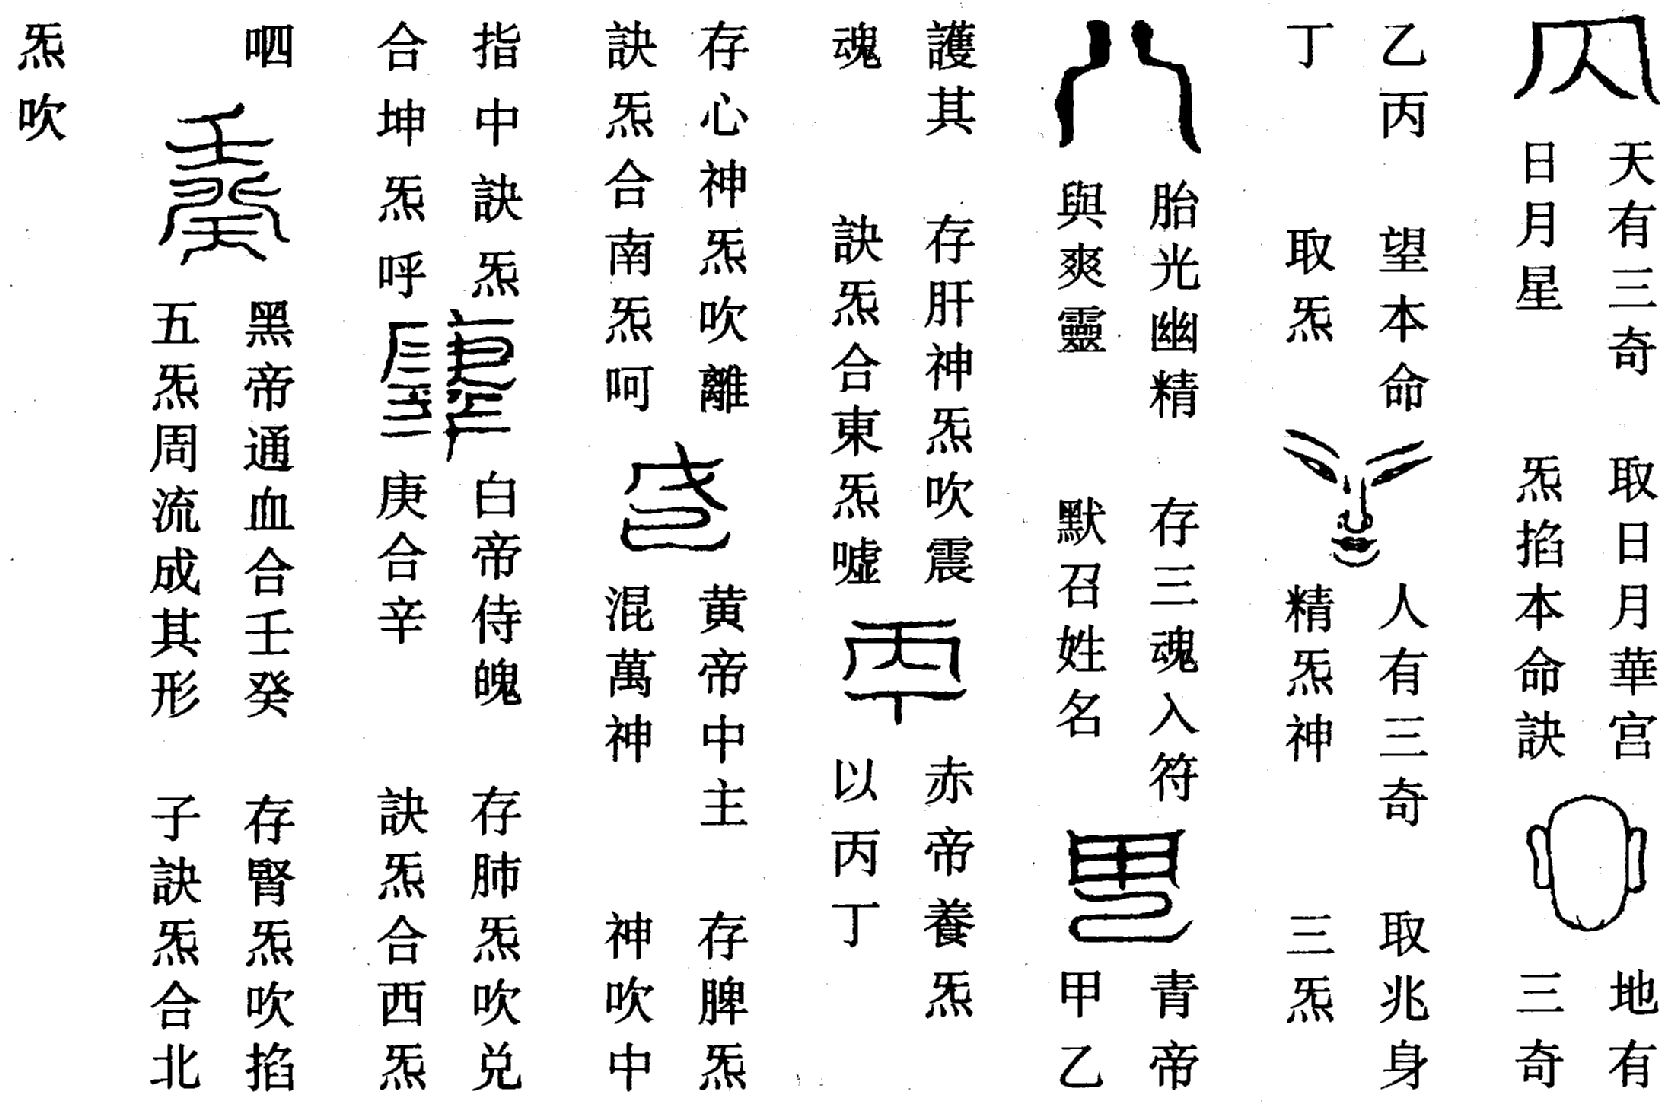 天有三奇
日月星
取日月華宮
炁掐本命訣
地有
三奇
乙丙
丁
望本命
取炁
人有三奇
精炁神
取兆身
三炁
胎光幽精
與爽靈
存三魂入符
默召姓名
青帝
甲乙
護其
魂
存肝神炁吹震
訣炁合東炁噓
赤帝養炁
以丙丁
存心神炁吹離
訣炁合南炁呵
黄帝中主
混萬神
存脾炁
神吹中
指中訣炁
合坤炁呼
白帝侍魄
庚合辛
存肺炁吹兑
訣炁合西炁
呬
黑帝通血合壬癸
五炁周流成其形
存腎炁吹掐
子訣炁合北
炁吹